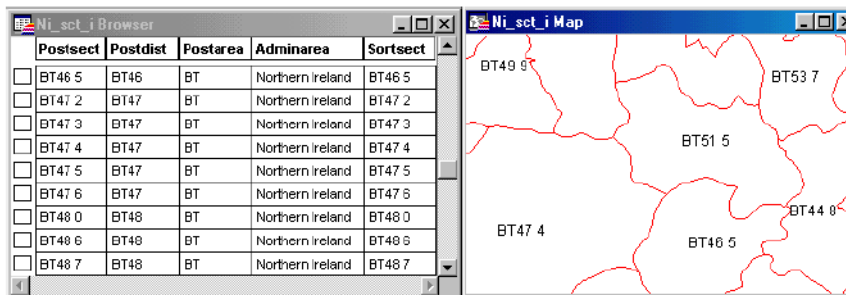 Ni_sct_i Browser
Postsect Postdist Postarea Adminarea Sortsect
BT46 5 BT46 BT Northern Ireland BT46 5
BT47 2 BT47 BT Northern Ireland BT47 2
BT47 3 BT47 BT Northern Ireland BT47 3
BT47 4 BT47 BT Northern Ireland BT47 4
BT47 5 BT47 BT Northern Ireland BT47 5
BT47 6 BT47 BT Northern Ireland BT47 6
BT48 0 BT48 BT Northern Ireland BT48 0
BT48 6 BT48 BT Northern Ireland BT48 6
BT48 7 BT48 BT Northern Ireland BT48 7
Ni_sct_i Map
BT49 9
BT53 7
BT51 5
BT44 8
BT47 4
BT46 5